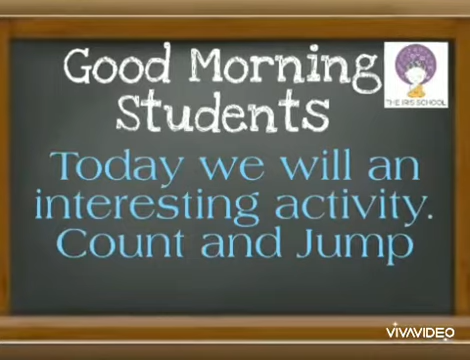 Good Morning
Students
THE IRIS SCHOOL
Today we will an
interesting activity.
Count and Jump
VIVAVIDEO